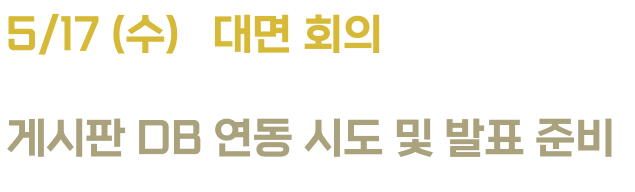 5/17 (수) 대면 회의
게시판 DB 연동 시도 및 발표 준비